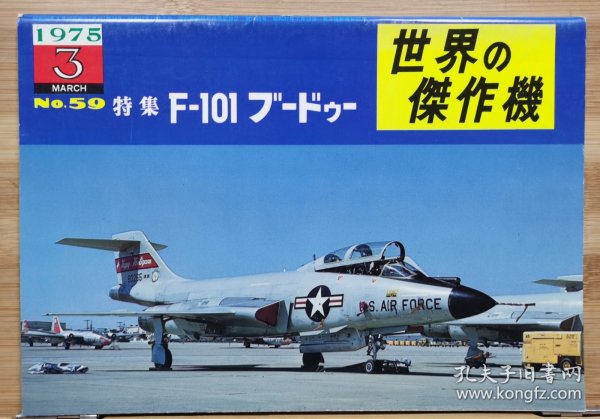 1975
3
MARCH
No.59
特集 F-101 ブードゥー
世界の
傑作機
U.S. AIR FORCE
孔夫子旧书网
www.kongfz.com